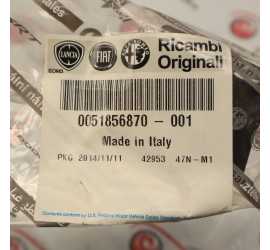 LANCIA FIAT Ricambi
Originali
0051856870 - 001
Made in Italy
PKG 2014/11/11 42953 47N-M1